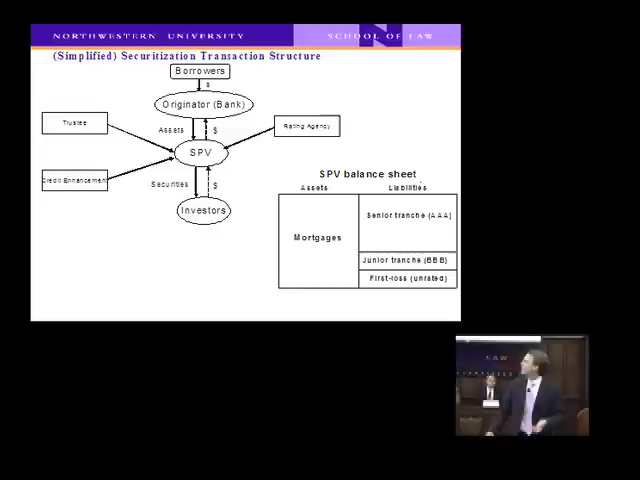 NORTHWESTERN UNIVERSITY
SCHOOL OF LAW
(Simplified) Securitization Transaction Structure
Borrowers
$
Originator (Bank)
Trustee
Assets
$
Rating Agency
SPV
Credit Enhancement
Securities
$
Investors
SPV balance sheet
Assets
Liabilities
Senior tranche (AAA)
Mortgages
Junior tranche (BBB)
First-loss (unrated)
LAW